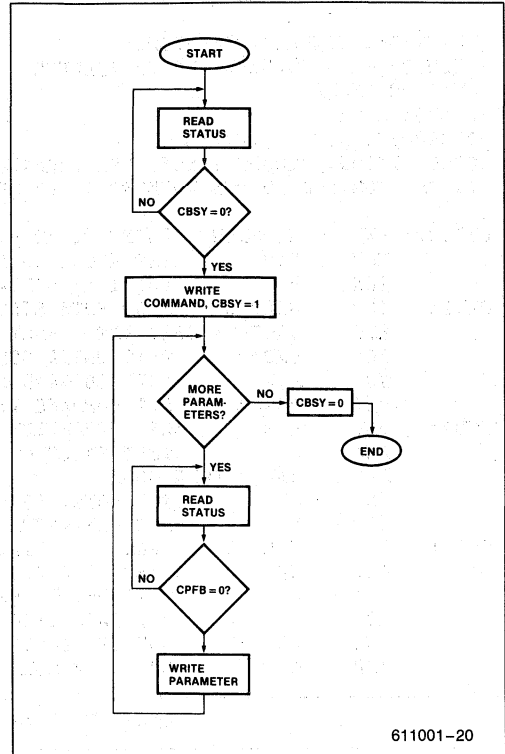 START
READ
STATUS
NO
CBSY = 0?
YES
WRITE
COMMAND, CBSY = 1
MORE
PARAM-
ETERS?
NO
CBSY = 0
END
YES
READ
STATUS
NO
CPFB = 0?
WRITE
PARAMETER
611001–20